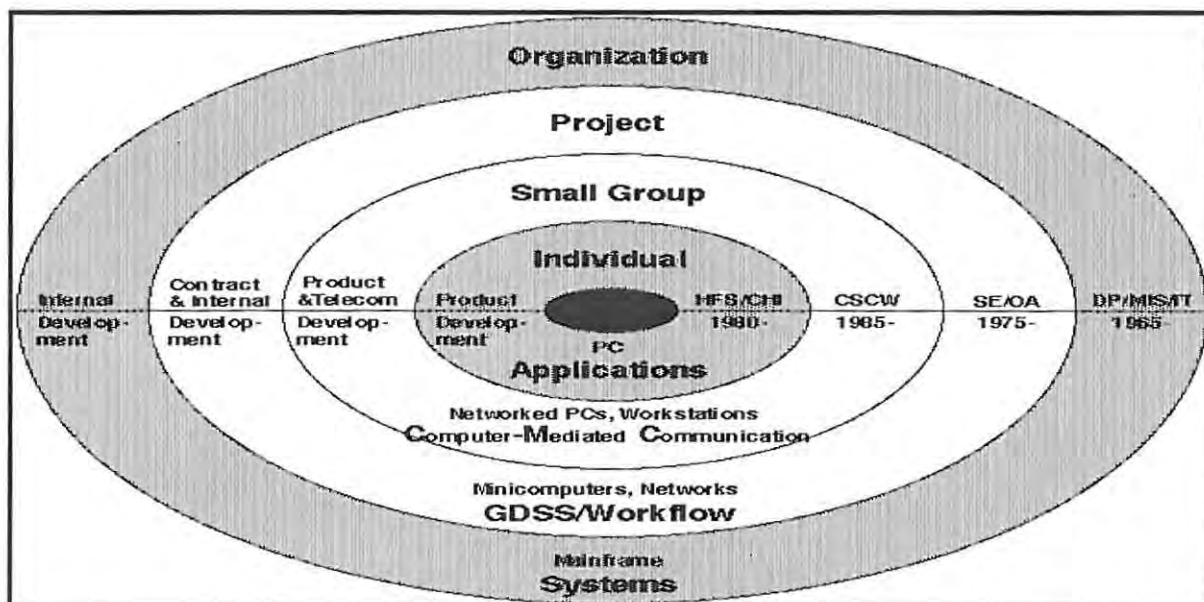 Organization
Project
Small Group
Individual
Internal
Develop-
ment
Contract
& Internal
Develop-
ment
Product
&Telecom
Develop-
ment
Product
Develop-
ment
HFS/CHI
1980-
CSCW
1985-
SE/OA
1975-
DP/MIS/IT
1965-
PC
Applications
Networked PCs, Workstations
Computer-Mediated Communication
Minicomputers, Networks
GDSS/Workflow
Mainframe
Systems